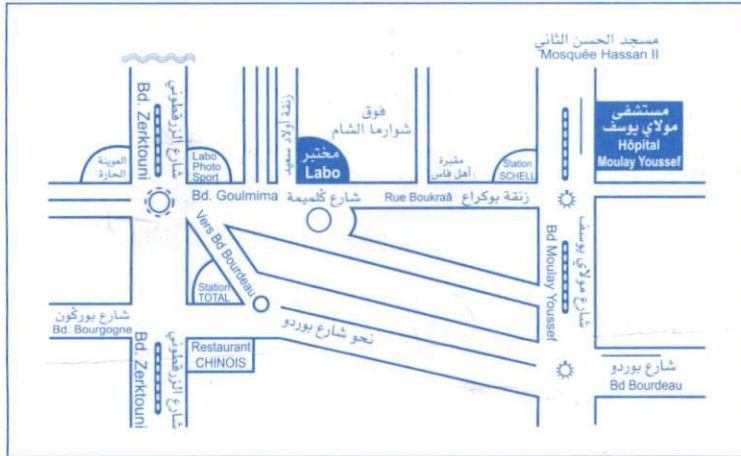 مسجد الحسن الثاني
Mosquée Hassan II
Bd. Zerktouni
شارع الزرقطوني
زنقة أولاد سعيد
فوق
شوارما الشام
مستشفى
مولاي يوسف
Hôpital
Moulay Youssef
العوينة
الحارة
Labo
Photo
Sport
مختبر
Labo
مقبرة
أهل فاس
Station
SCHELL
Bd. Goulmima
شارع كلميمة
Rue Boukraâ
زنقة بوكراع
Vers Bd Bourdeau
Bd Moulay Youssef
شارع مولاي يوسف
Station
TOTAL
شارع بوركون
Bd. Bourgogne
نحو شارع بوردو
Restaurant
CHINOIS
Bd. Zerktouni
شارع الزرقطوني
شارع بوردو
Bd Bourdeau